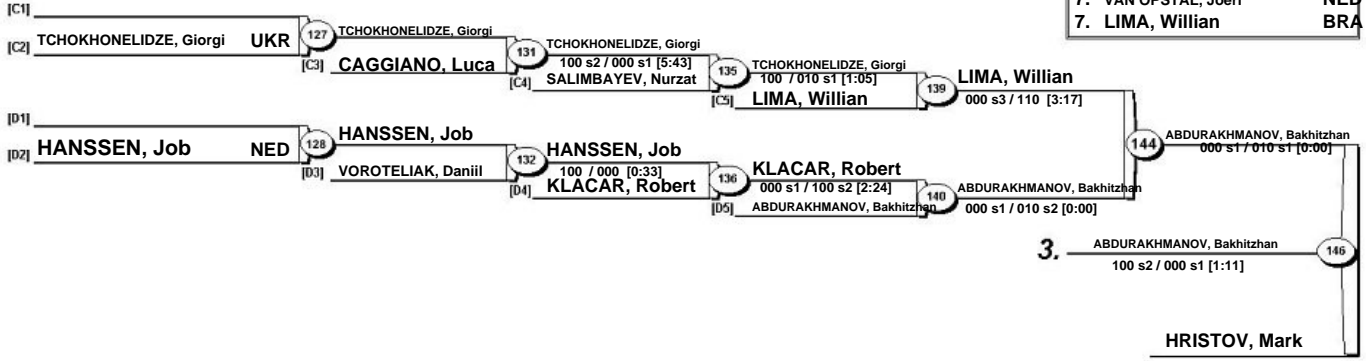 7. VAN OPSTAL, Joeri NED
7. LIMA, Willian BRA
[C1]
[C2] TCHOKHONELIDZE, Giorgi UKR
127
TCHOKHONELIDZE, Giorgi
[C3] CAGGIANO, Luca
131
TCHOKHONELIDZE, Giorgi
100 s2 / 000 s1 [5:43]
[C4] SALIMBAYEV, Nurzat
135
TCHOKHONELIDZE, Giorgi
100 / 010 s1 [1:05]
[C5] LIMA, Willian
139
LIMA, Willian
000 s3 / 110 [3:17]
[D1]
[D2] HANSSEN, Job NED
128
HANSSEN, Job
[D3] VOROTELIAK, Daniil
132
HANSSEN, Job
100 / 000 [0:33]
[D4] KLACAR, Robert
136
KLACAR, Robert
000 s1 / 100 s2 [2:24]
[D5] ABDURAKHMANOV, Bakhitzhan
140
ABDURAKHMANOV, Bakhitzhan
000 s1 / 010 s2 [0:00]
144
ABDURAKHMANOV, Bakhitzhan
000 s1 / 010 s1 [0:00]
3. ABDURAKHMANOV, Bakhitzhan
100 s2 / 000 s1 [1:11]
146
HRISTOV, Mark